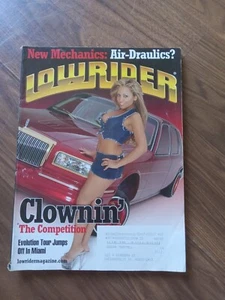 New Mechanics: Air-Draulics?
LOWRIDER
Clownin'
The Competition
Evolution Tour Jumps
Off In Miami
lowridermagazine.com